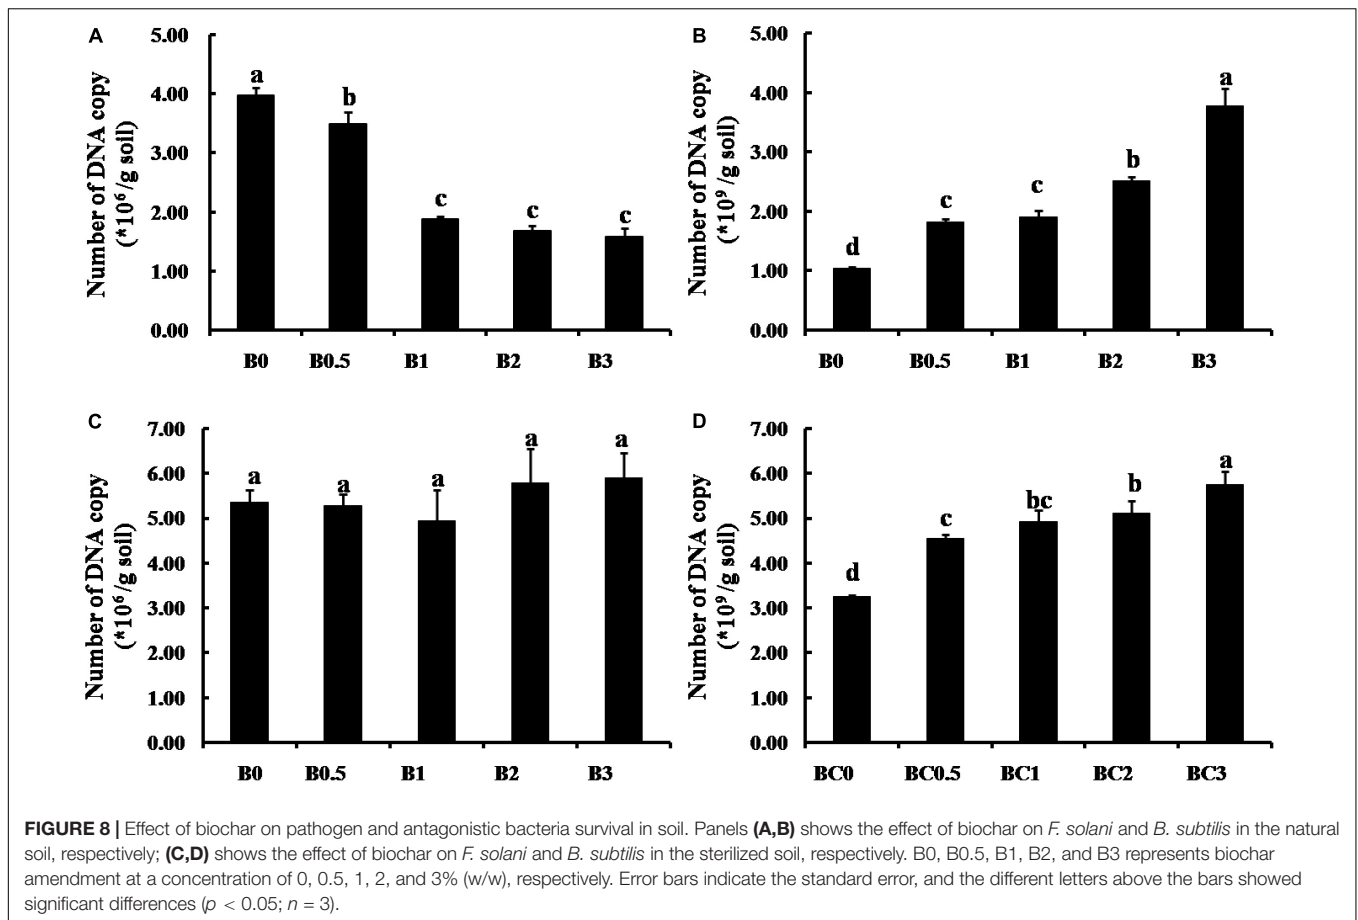 A
5.00
4.00
3.00
2.00
1.00
0.00
Number of DNA copy
(*10⁶/g soil)
a
b
c
c
c
B0 B0.5 B1 B2 B3
B
5.00
4.00
3.00
2.00
1.00
0.00
Number of DNA copy
(*10⁹/g soil)
d
c
c
b
a
B0 B0.5 B1 B2 B3
C
7.00
6.00
5.00
4.00
3.00
2.00
1.00
0.00
Number of DNA copy
(*10⁶/g soil)
a
a
a
a
a
B0 B0.5 B1 B2 B3
D
7.00
6.00
5.00
4.00
3.00
2.00
1.00
0.00
Number of DNA copy
(*10⁹/g soil)
d
c
bc
b
a
BC0 BC0.5 BC1 BC2 BC3
FIGURE 8 | Effect of biochar on pathogen and antagonistic bacteria survival in soil. Panels (A,B) shows the effect of biochar on F. solani and B. subtilis in the natural
soil, respectively; (C,D) shows the effect of biochar on F. solani and B. subtilis in the sterilized soil, respectively. B0, B0.5, B1, B2, and B3 represents biochar
amendment at a concentration of 0, 0.5, 1, 2, and 3% (w/w), respectively. Error bars indicate the standard error, and the different letters above the bars showed
significant differences (p < 0.05; n = 3).